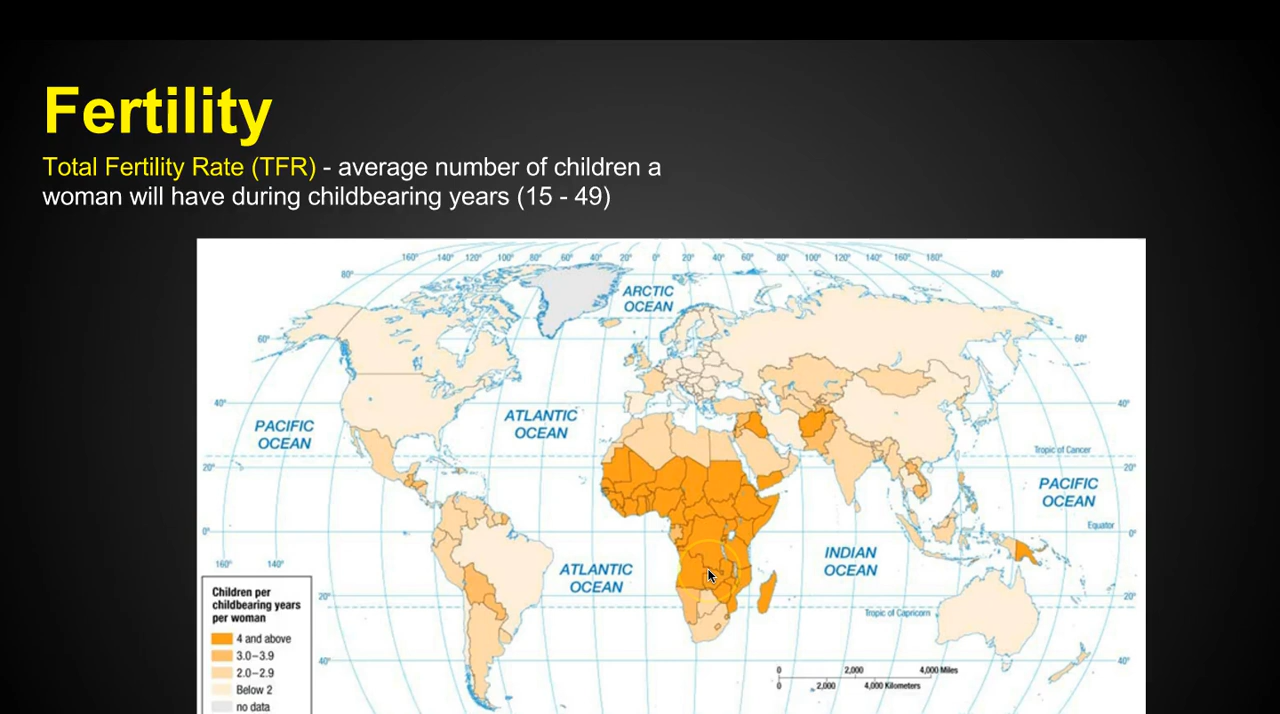 Fertility
Total Fertility Rate (TFR) - average number of children a
woman will have during childbearing years (15 - 49)
160° 140° 120° 100° 80° 60° 40° 20° 0° 20° 40° 60° 80° 100° 120° 140° 160° 180°
80° 80°
ARCTIC
OCEAN
60° 60°
40° 40°
PACIFIC
OCEAN
ATLANTIC
OCEAN
Tropic of Cancer
20° 20°
PACIFIC
OCEAN
Equator
0° 0°
160° 140°
INDIAN
OCEAN
ATLANTIC
OCEAN
20° 20°
Tropic of Capricorn
40° 40°
0 2,000 4,000 Miles
0 2,000 4,000 Kilometers
Children per
childbearing years
per woman
4 and above
3.0–3.9
2.0–2.9
Below 2
no data